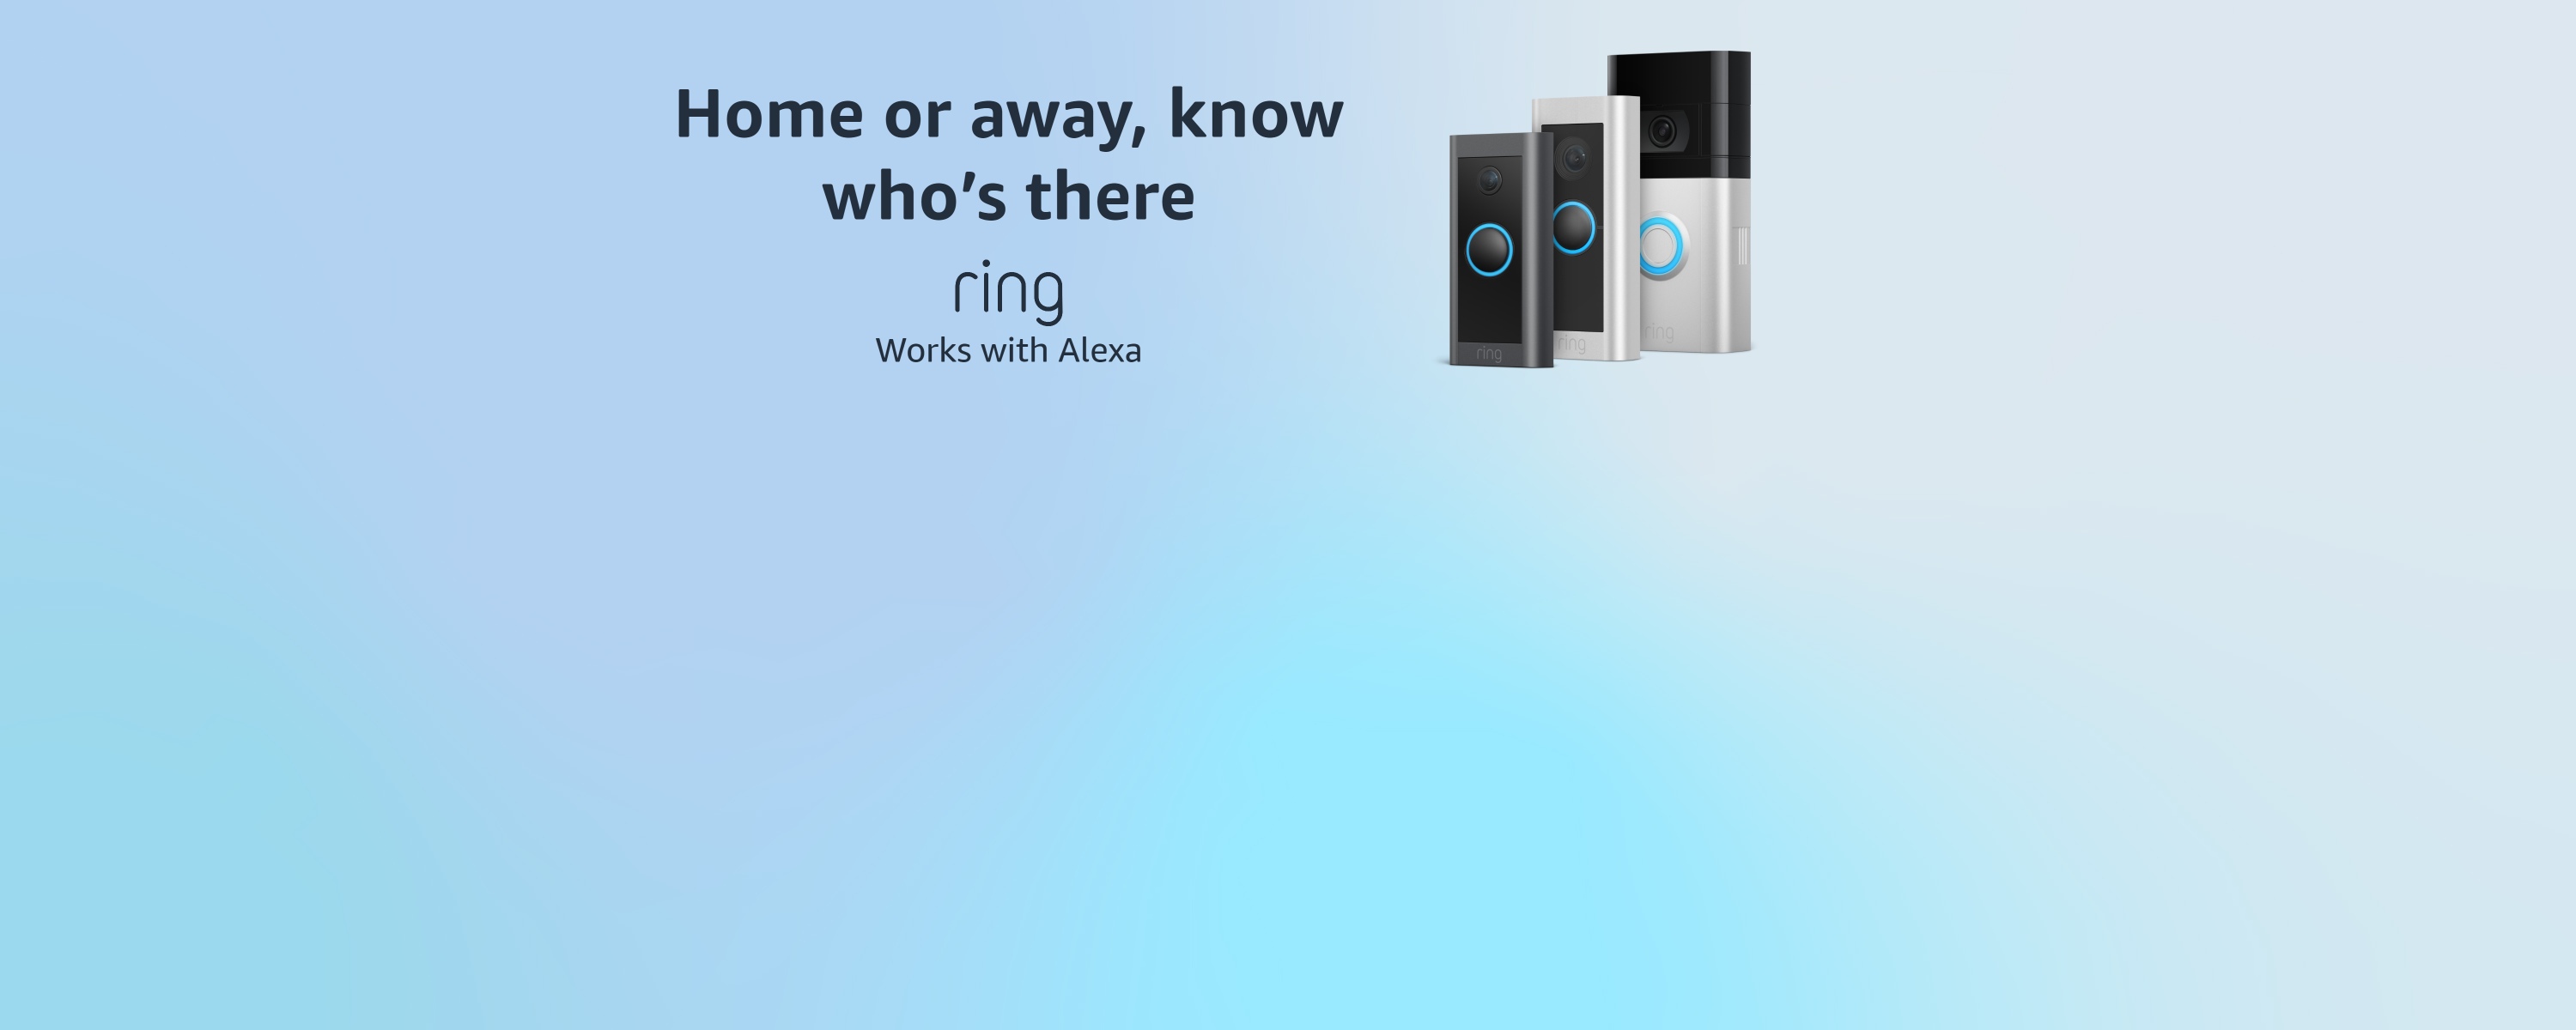 Home or away, know
who’s there
ring
Works with Alexa
ring
ring
ring